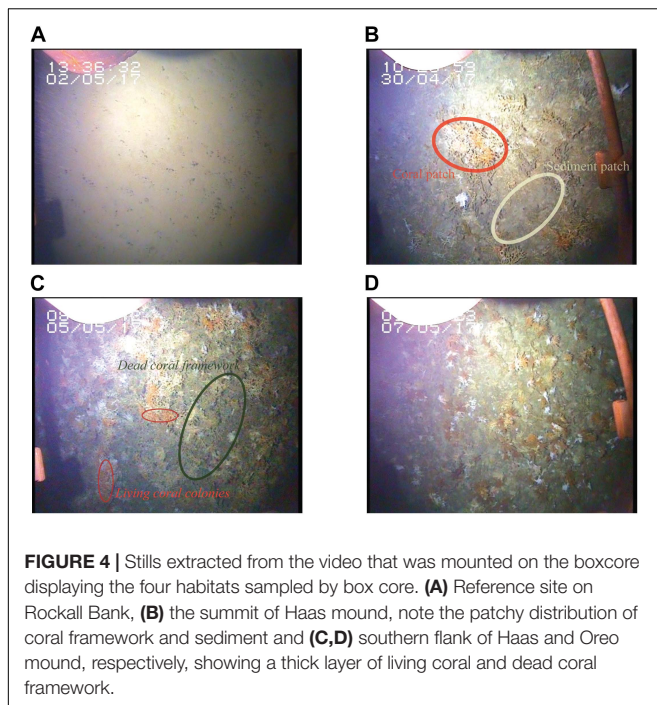 A
B
13:36:32
02/05/17
30/04/17
Coral patch
Sediment patch
C
D
05/05/17
07/05/17
Dead coral framework
Living coral colonies
FIGURE 4 | Stills extracted from the video that was mounted on the boxcore
displaying the four habitats sampled by box core. (A) Reference site on
Rockall Bank, (B) the summit of Haas mound, note the patchy distribution of
coral framework and sediment and (C,D) southern flank of Haas and Oreo
mound, respectively, showing a thick layer of living coral and dead coral
framework.